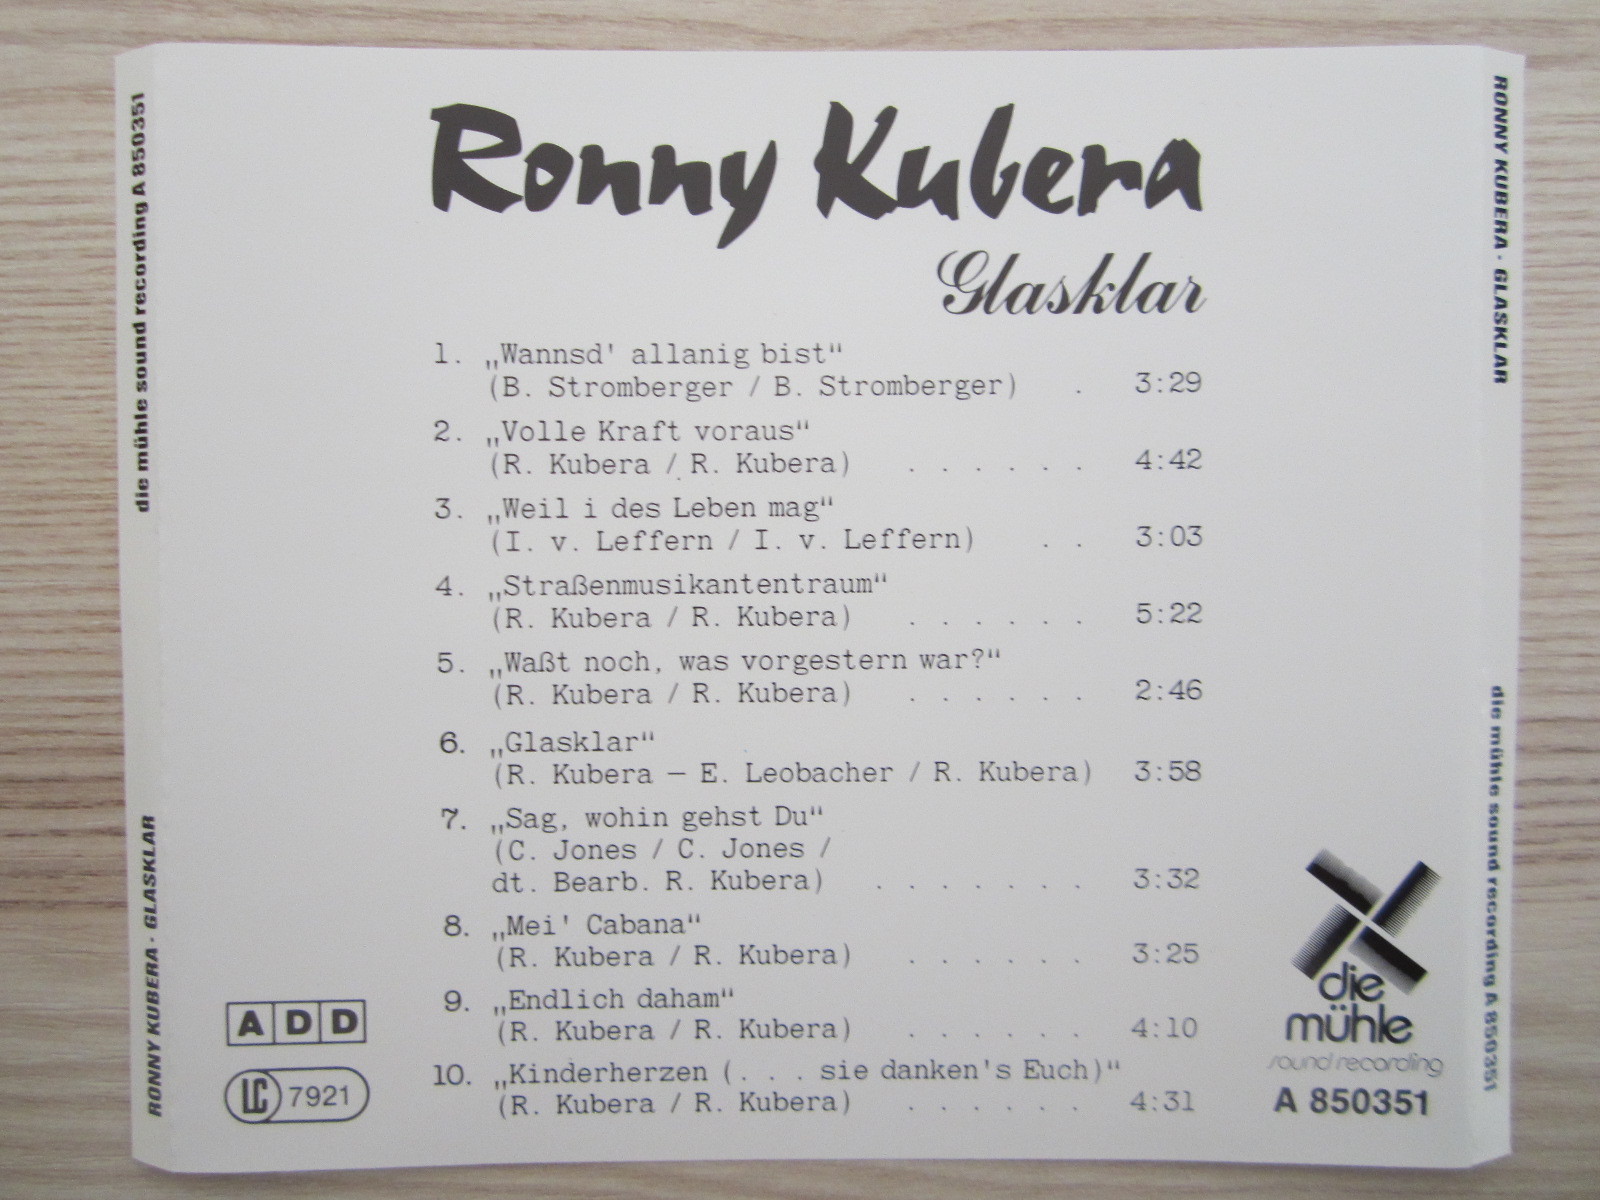 Ronny Kubera
Glasklar
1. „Wannsd' allanig bist“
(B. Stromberger / B. Stromberger) . 3:29
2. „Volle Kraft voraus“
(R. Kubera / R. Kubera) . . . . . . 4:42
3. „Weil i des Leben mag“
(I. v. Leffern / I. v. Leffern) . . 3:03
4. „Straßenmusikantentraum“
(R. Kubera / R. Kubera) . . . . . . 5:22
5. „Waßt noch, was vorgestern war?“
(R. Kubera / R. Kubera) . . . . . . 2:46
6. „Glasklar“
(R. Kubera – E. Leobacher / R. Kubera) 3:58
7. „Sag, wohin gehst Du“
(C. Jones / C. Jones /
dt. Bearb. R. Kubera) . . . . . . . 3:32
8. „Mei' Cabana“
(R. Kubera / R. Kubera) . . . . . . 3:25
9. „Endlich daham“
(R. Kubera / R. Kubera) . . . . . . 4:10
10. „Kinderherzen (. . . sie danken's Euch)“
(R. Kubera / R. Kubera) . . . . . . 4:31
ADD
LC 7921
die
mühle
sound recording
A 850351
die mühle sound recording A 850351
RONNY KUBERA · GLASKLAR
RONNY KUBERA · GLASKLAR
die mühle sound recording A 850351